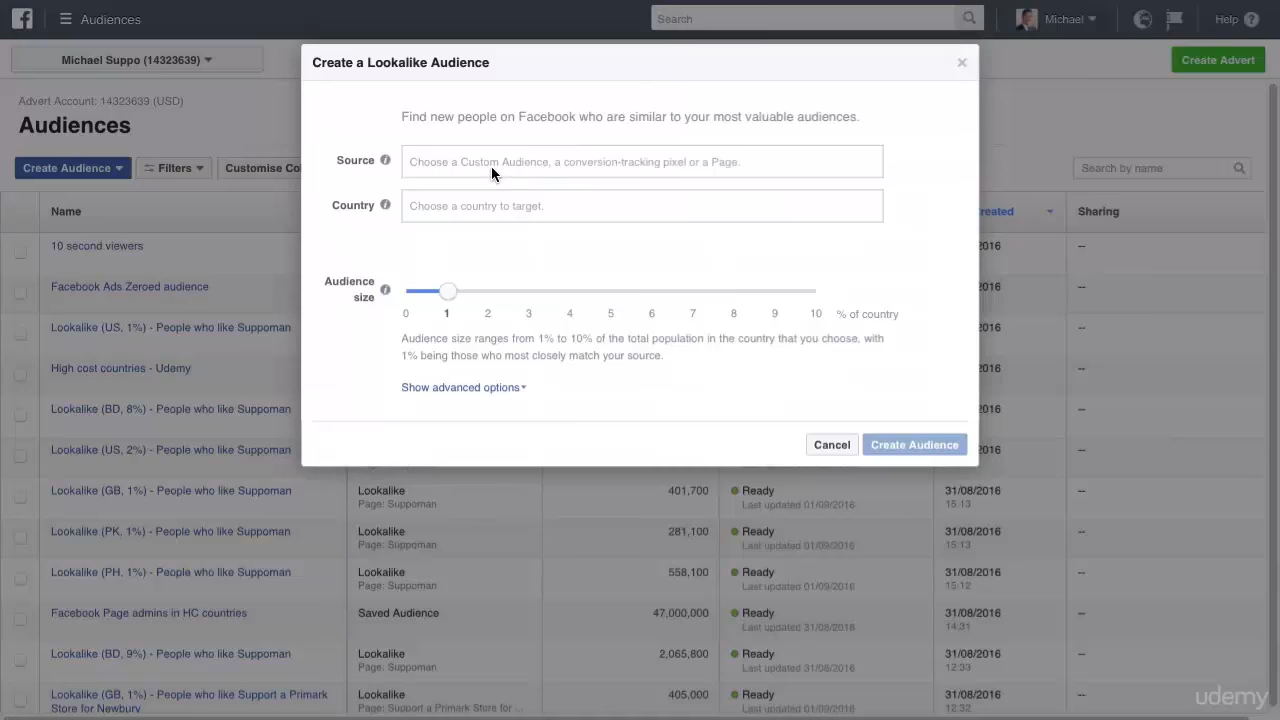 Audiences
Search
Michael
Help
Michael Suppo (14323639)
Create Advert
Advert Account: 14323639 (USD)
Audiences
Create Audience
Filters
Customise Co
Search by name
Name
Created
Sharing
Create a Lookalike Audience
Find new people on Facebook who are similar to your most valuable audiences.
Source
Choose a Custom Audience, a conversion-tracking pixel or a Page.
Country
Choose a country to target.
Audience size
0 1 2 3 4 5 6 7 8 9 10 % of country
Audience size ranges from 1% to 10% of the total population in the country that you choose, with
1% being those who most closely match your source.
Show advanced options
Cancel
Create Audience
10 second viewers 2016 --
Facebook Ads Zeroed audience 2016 --
Lookalike (US, 1%) - People who like Suppoman 2016 --
High cost countries - Udemy 2016 --
Lookalike (BD, 8%) - People who like Suppoman 2016 --
Lookalike (US, 2%) - People who like Suppoman 2016 --
Lookalike (GB, 1%) - People who like Suppoman Lookalike 401,700 Ready 31/08/2016 --
Page: Suppoman Last updated 01/09/2016 15:13
Lookalike (PK, 1%) - People who like Suppoman Lookalike 281,100 Ready 31/08/2016 --
Page: Suppoman Last updated 01/09/2016 15:13
Lookalike (PH, 1%) - People who like Suppoman Lookalike 558,100 Ready 31/08/2016 --
Page: Suppoman Last updated 01/09/2016 15:12
Facebook Page admins in HC countries Saved Audience 47,000,000 Ready 31/08/2016 --
Last updated 31/08/2016 14:31
Lookalike (BD, 9%) - People who like Suppoman Lookalike 2,065,800 Ready 31/08/2016 --
Page: Suppoman Last updated 31/08/2016 12:33
Lookalike (GB, 1%) - People who like Support a Primark Lookalike 405,000 Ready 31/08/2016 --
Store for Newbury Page: Support a Primark Store for ... Last updated 01/09/2016 12:32
udemy